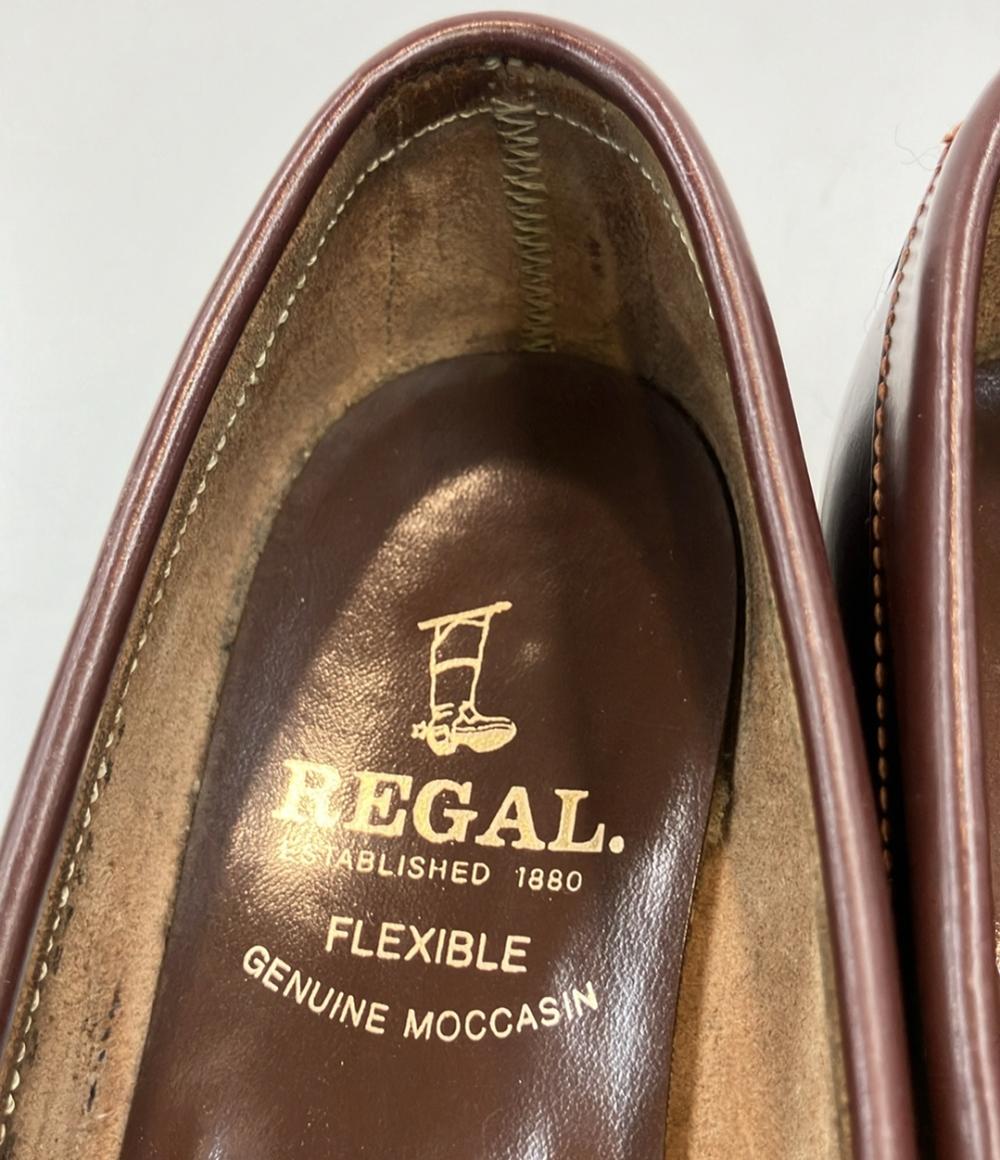 REGAL.
ESTABLISHED 1880
FLEXIBLE
GENUINE MOCCASIN